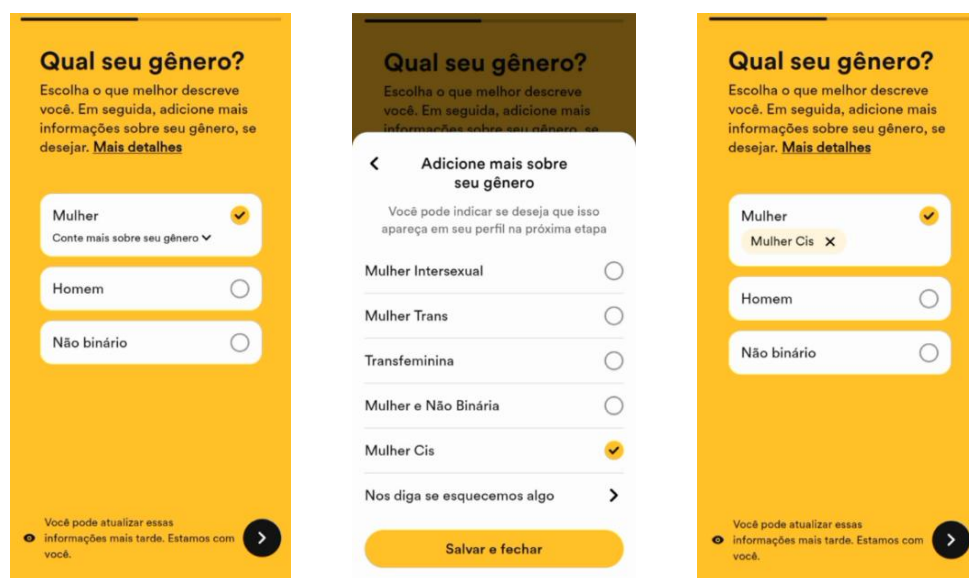 Qual seu gênero?
Escolha o que melhor descreve
você. Em seguida, adicione mais
informações sobre seu gênero, se
desejar. Mais detalhes
Mulher
Conte mais sobre seu gênero
Homem
Não binário
Você pode atualizar essas
informações mais tarde. Estamos com
você.
Qual seu gênero?
Escolha o que melhor descreve
você. Em seguida, adicione mais
informações sobre seu gênero, se
Adicione mais sobre
seu gênero
Você pode indicar se deseja que isso
apareça em seu perfil na próxima etapa
Mulher Intersexual
Mulher Trans
Transfeminina
Mulher e Não Binária
Mulher Cis
Nos diga se esquecemos algo
Salvar e fechar
Qual seu gênero?
Escolha o que melhor descreve
você. Em seguida, adicione mais
informações sobre seu gênero, se
desejar. Mais detalhes
Mulher
Mulher Cis
Homem
Não binário
Você pode atualizar essas
informações mais tarde. Estamos com
você.